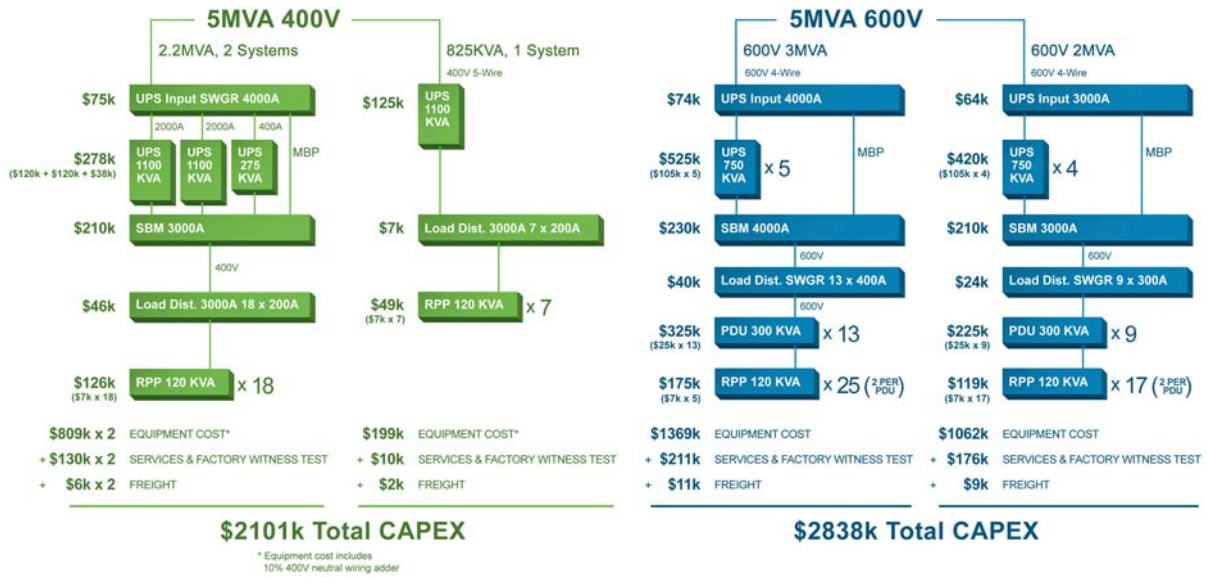 5MVA 400V
2.2MVA, 2 Systems
$75k UPS Input SWGR 4000A
2000A 2000A 400A
$278k
($120k + $120k + $38k)
UPS
1100
KVA
UPS
1100
KVA
UPS
275
KVA
MBP
$210k SBM 3000A
400V
$46k Load Dist. 3000A 18 x 200A
$126k
($7k x 18)
RPP 120 KVA x 18
$809k x 2 EQUIPMENT COST*
+ $130k x 2 SERVICES & FACTORY WITNESS TEST
+ $6k x 2 FREIGHT
825KVA, 1 System
400V 5-Wire
$125k
UPS
1100
KVA
$7k Load Dist. 3000A 7 x 200A
$49k
($7k x 7)
RPP 120 KVA x 7
$199k EQUIPMENT COST*
+ $10k SERVICES & FACTORY WITNESS TEST
+ $2k FREIGHT
$2101k Total CAPEX
* Equipment cost includes
10% 400V neutral wiring adder
5MVA 600V
600V 3MVA
600V 4-Wire
$74k UPS Input 4000A
$525k
($105k x 5)
UPS
750
KVA
x 5
MBP
$230k SBM 4000A
600V
$40k Load Dist. SWGR 13 x 400A
600V
$325k
($25k x 13)
PDU 300 KVA x 13
$175k
($7k x 5)
RPP 120 KVA x 25 (2 PER
PDU)
$1369k EQUIPMENT COST
+ $211k SERVICES & FACTORY WITNESS TEST
+ $11k FREIGHT
600V 2MVA
600V 4-Wire
$64k UPS Input 3000A
$420k
($105k x 4)
UPS
750
KVA
x 4
MBP
$210k SBM 3000A
600V
$24k Load Dist. SWGR 9 x 300A
$225k
($25k x 9)
PDU 300 KVA x 9
$119k
($7k x 17)
RPP 120 KVA x 17 (2 PER
PDU)
$1062k EQUIPMENT COST
+ $176k SERVICES & FACTORY WITNESS TEST
+ $9k FREIGHT
$2838k Total CAPEX